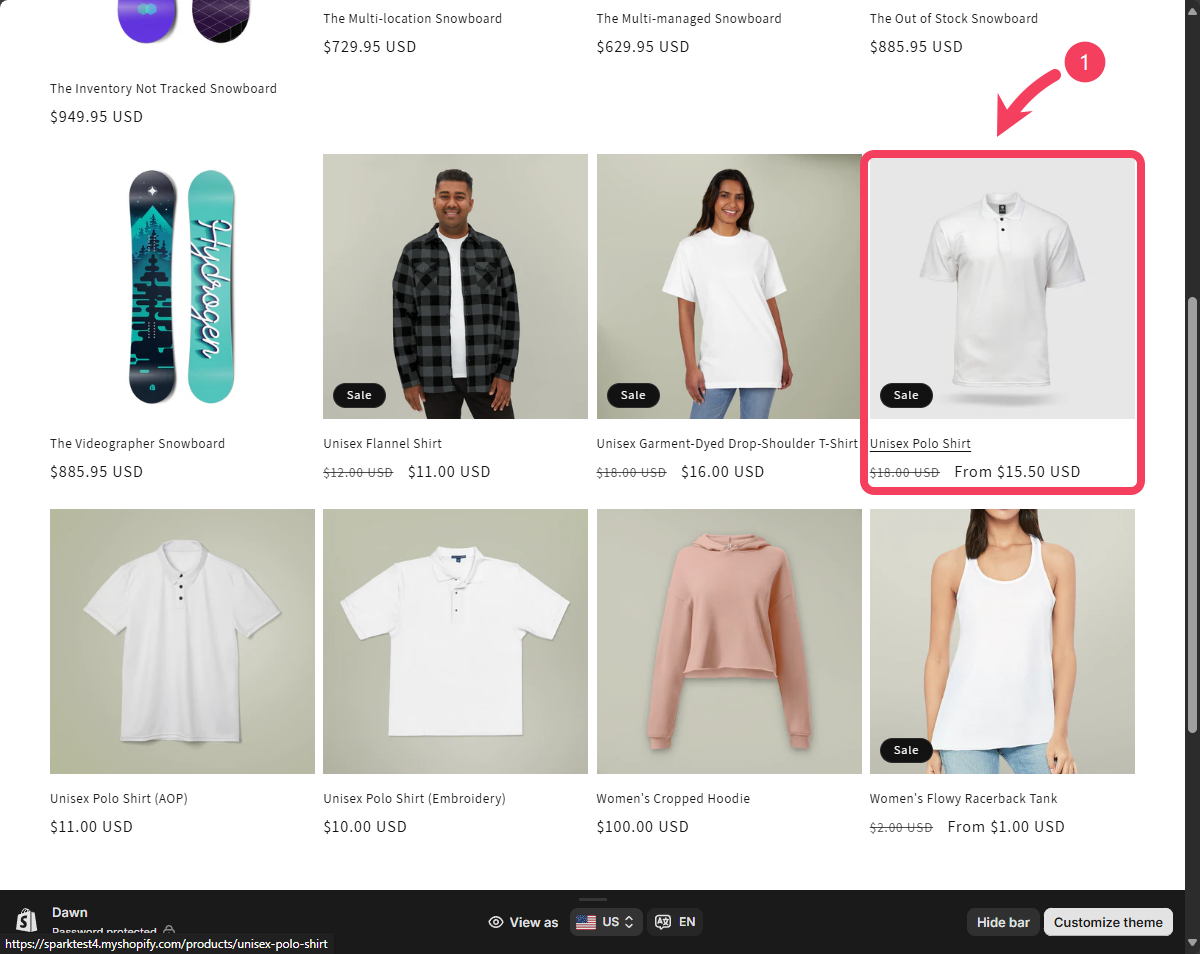 The Multi-location Snowboard
$729.95 USD
The Multi-managed Snowboard
$629.95 USD
The Out of Stock Snowboard
$885.95 USD
1
The Inventory Not Tracked Snowboard
$949.95 USD
Hydrogen
The Videographer Snowboard
$885.95 USD
Sale
Unisex Flannel Shirt
$12.00 USD $11.00 USD
Sale
Unisex Garment-Dyed Drop-Shoulder T-Shirt
$18.00 USD $16.00 USD
Sale
Unisex Polo Shirt
$18.00 USD From $15.50 USD
Unisex Polo Shirt (AOP)
$11.00 USD
Unisex Polo Shirt (Embroidery)
$10.00 USD
Women's Cropped Hoodie
$100.00 USD
Sale
Women's Flowy Racerback Tank
$2.00 USD From $1.00 USD
Dawn
Password protected
View as
US
EN
Hide bar
Customize theme
https://sparktest4.myshopify.com/products/unisex-polo-shirt